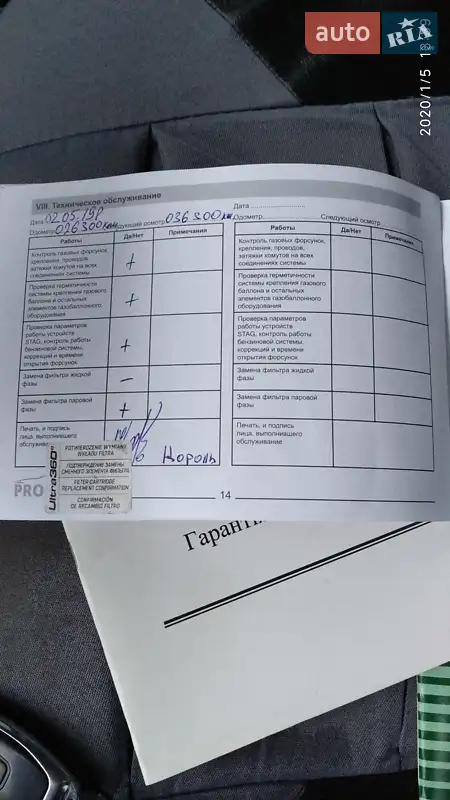 auto RIA
2020/1/5
VIII. Техническое обслуживание
Дата 02.05.19р
Одометр 026300км Следующий осмотр 036300км
Работы Да/Нет Примечания
Контроль газовых форсунок,
крепления, проводов,
затяжки хомутов на всех
соединениях системы
+
Проверка герметичности
системы крепления газового
баллона и остальных
элементов газобаллонного
оборудования
+
Проверка параметров
работы устройств
STAG, контроль работы
бензиновой системы,
коррекций и времени
открытия форсунок
+
Замена фильтра жидкой
фазы
–
Замена фильтра паровой
фазы
+
Печать, и подпись
лица, выполнившего
Король
PRO
Ultra360°
POTWIERDZENIE WYMIANY
WKŁADU FILTRA
ПОДТВЕРЖДЕНИЕ ЗАМЕНЫ
СМЕННОГО ЭЛЕМЕНТА ФИЛЬТРА
FILTER CARTRIDGE
REPLACEMENT CONFIRMATION
CONFIRMACIÓN
DE RECAMBIO FILTRO
Дата
Одометр Следующий осмотр
Работы Да/Нет Примечания
Контроль газовых форсунок,
крепления, проводов,
затяжки хомутов на всех
соединениях системы
Проверка герметичности
системы крепления газового
баллона и остальных
элементов газобаллонного
оборудования
Проверка параметров
работы устройств
STAG, контроль работы
бензиновой системы,
коррекций и времени
открытия форсунок
Замена фильтра жидкой
фазы
Замена фильтра паровой
фазы
Печать, и подпись
лица, выполнившего
обслуживание
14